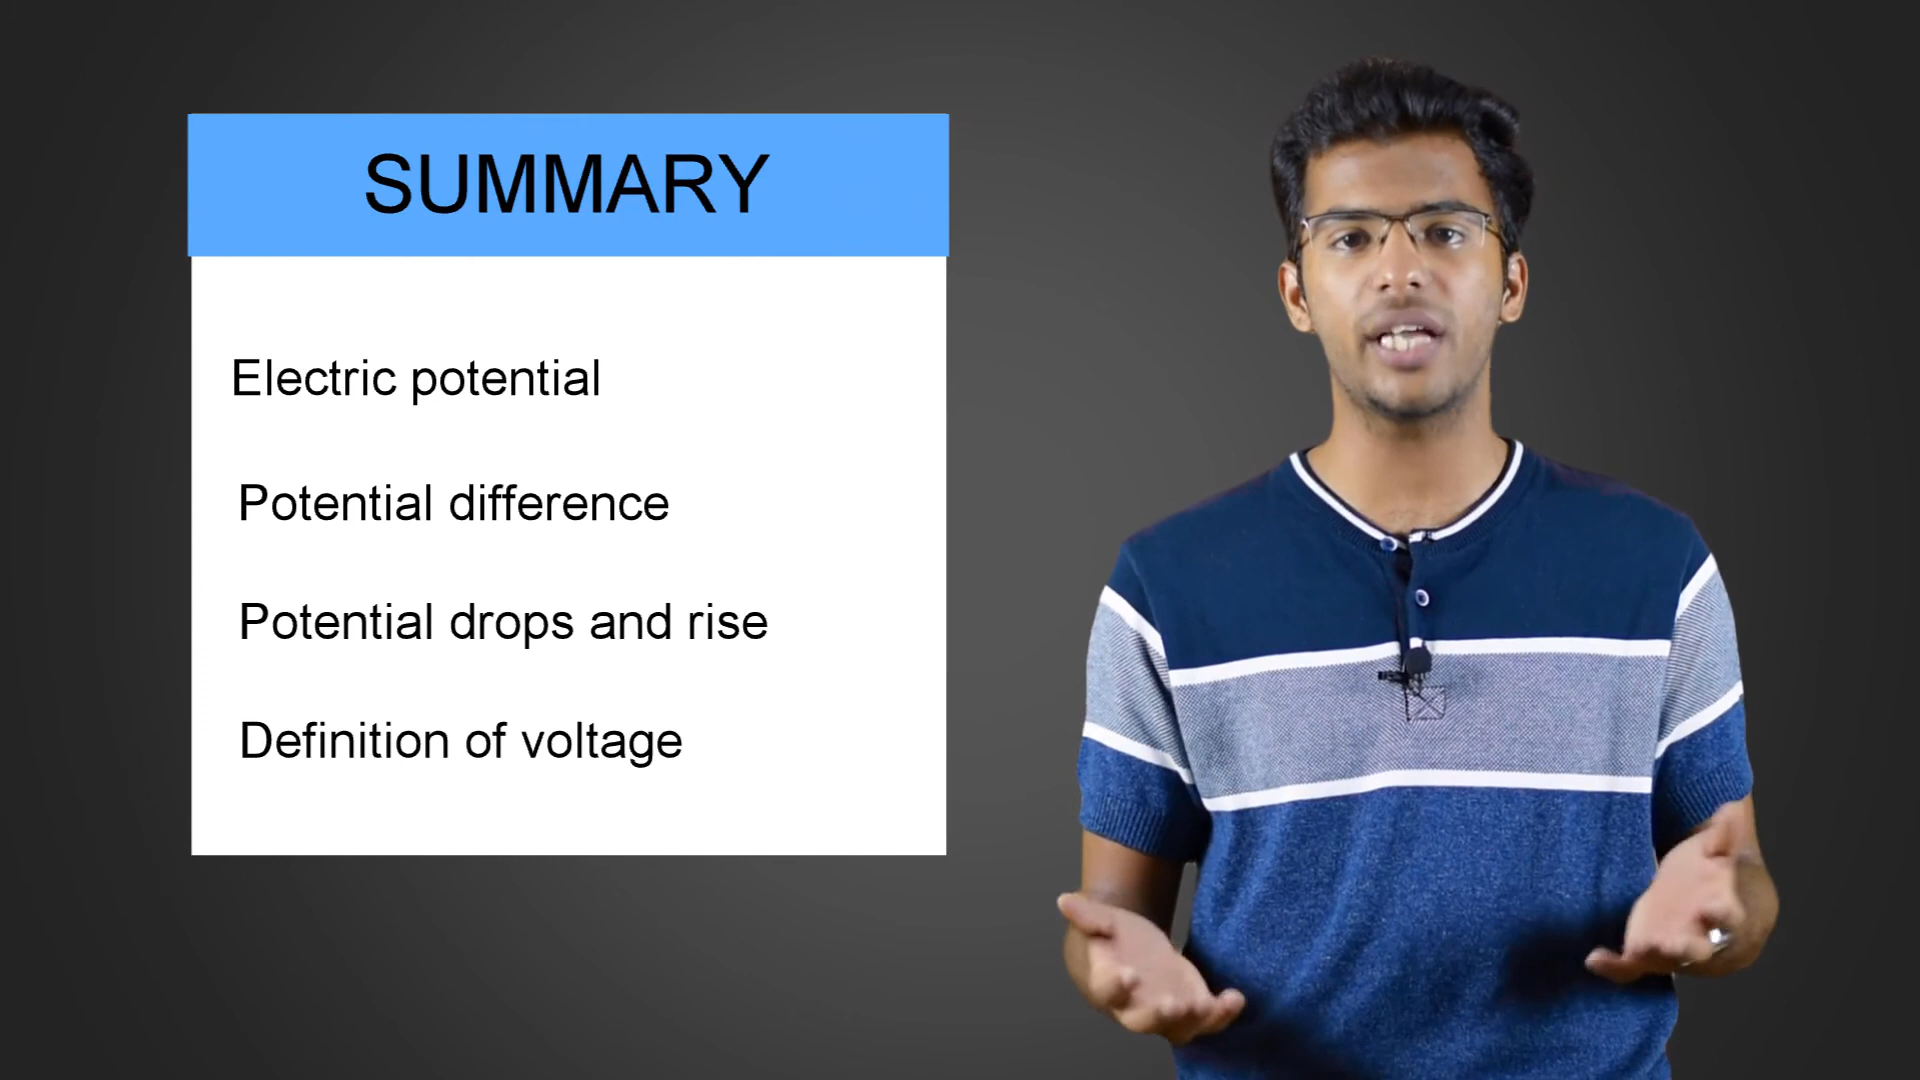 SUMMARY
Electric potential
Potential difference
Potential drops and rise
Definition of voltage